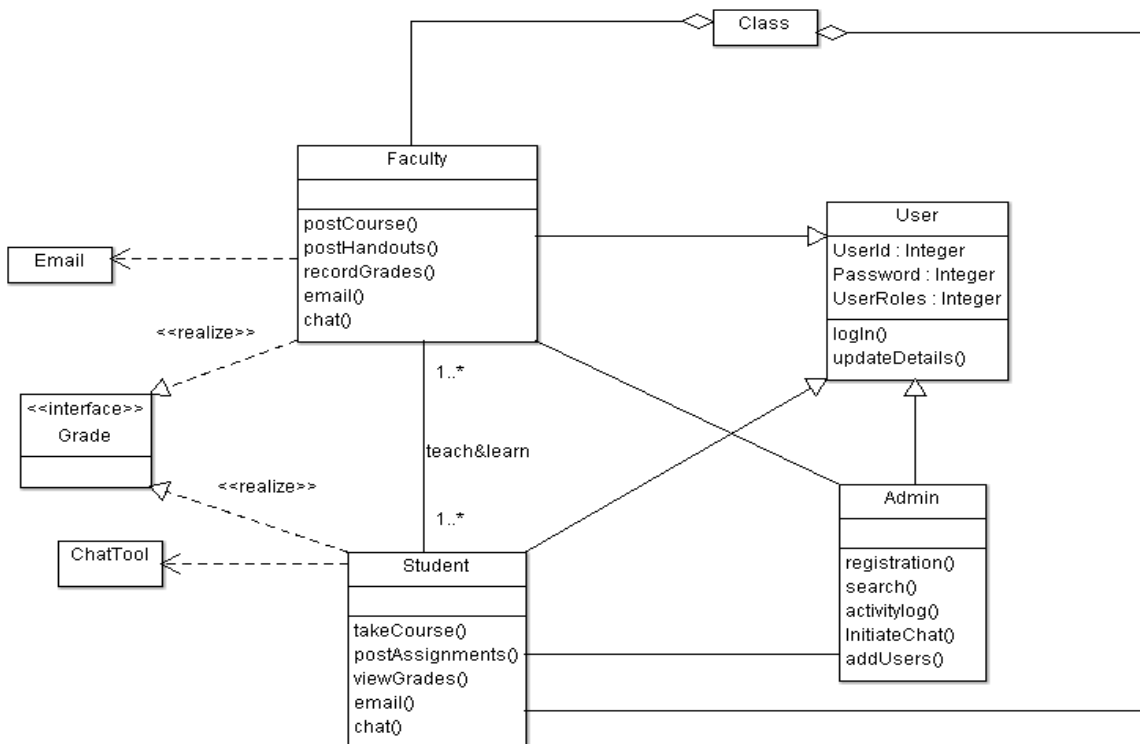 Class
Faculty
postCourse()
postHandouts()
recordGrades()
email()
chat()
User
UserId : Integer
Password : Integer
UserRoles : Integer
logIn()
updateDetails()
Email
<<realize>>
1..*
<<interface>>
Grade
teach&learn
<<realize>>
1..*
ChatTool
Student
takeCourse()
postAssignments()
viewGrades()
email()
chat()
Admin
registration()
search()
activitylog()
InitiateChat()
addUsers()